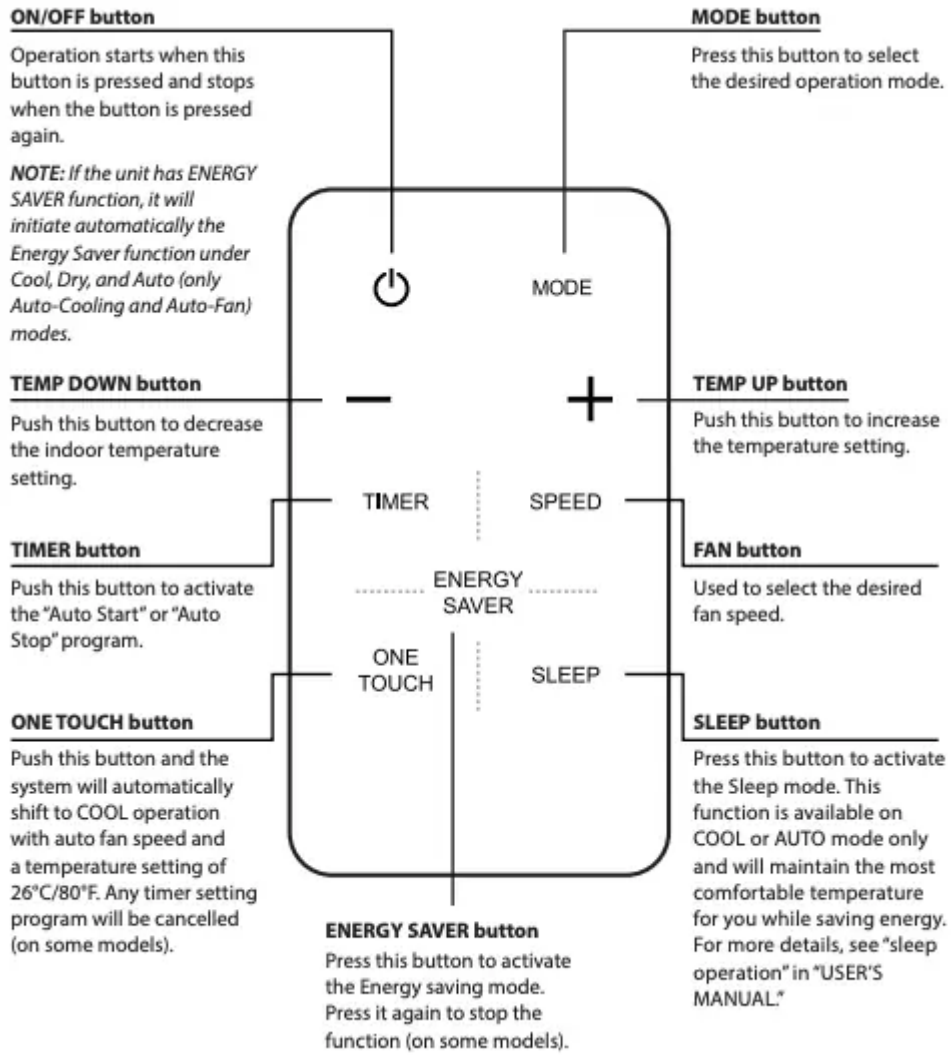 ON/OFF button
Operation starts when this
button is pressed and stops
when the button is pressed
again.
NOTE: If the unit has ENERGY
SAVER function, it will
initiate automatically the
Energy Saver function under
Cool, Dry, and Auto (only
Auto-Cooling and Auto-Fan)
modes.
MODE button
Press this button to select
the desired operation mode.
MODE
TEMP DOWN button
Push this button to decrease
the indoor temperature
setting.
−
+
TEMP UP button
Push this button to increase
the temperature setting.
TIMER
SPEED
TIMER button
Push this button to activate
the “Auto Start” or “Auto
Stop” program.
ENERGY
SAVER
FAN button
Used to select the desired
fan speed.
ONE
TOUCH
SLEEP
ONE TOUCH button
Push this button and the
system will automatically
shift to COOL operation
with auto fan speed and
a temperature setting of
26°C/80°F. Any timer setting
program will be cancelled
(on some models).
SLEEP button
Press this button to activate
the Sleep mode. This
function is available on
COOL or AUTO mode only
and will maintain the most
comfortable temperature
for you while saving energy.
For more details, see “sleep
operation” in “USER’S
MANUAL.”
ENERGY SAVER button
Press this button to activate
the Energy saving mode.
Press it again to stop the
function (on some models).